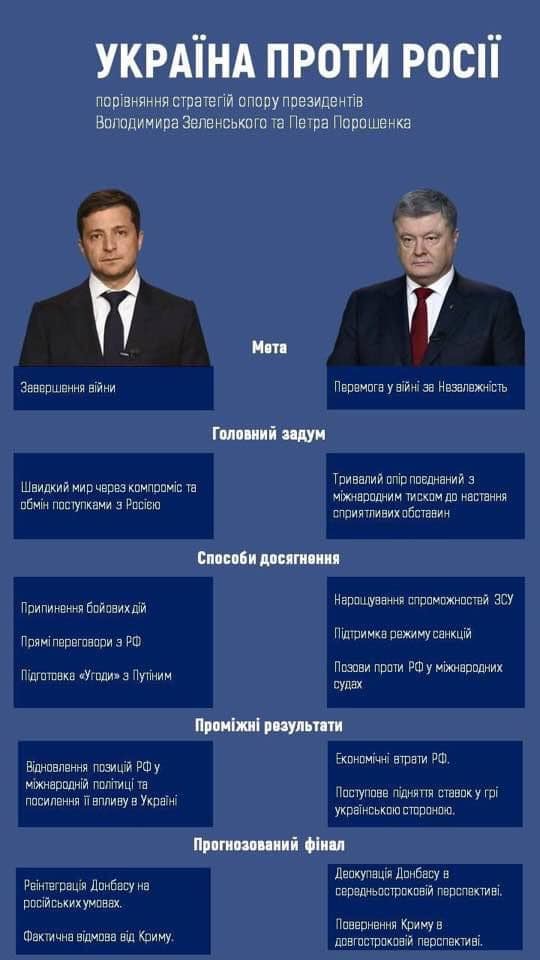 УКРАЇНА ПРОТИ РОСІЇ
порівняння стратегій опору президентів
Володимира Зеленського та Петра Порошенка
Мета
Завершення війни
Перемога у війні за Незалежність
Головний задум
Швидкий мир через компроміс та
обмін поступками з Росією
Тривалий опір поєднаний з
міжнародним тиском до настання
сприятливих обставин
Способи досягнення
Припинення бойових дій
Прямі переговори з РФ
Підготовка «Угоди» з Путіним
Нарощування спроможностей ЗСУ
Підтримка режиму санкцій
Позови проти РФ у міжнародних
судах
Проміжні результати
Відновлення позицій РФ у
міжнародній політиці та
посилення її впливу в Україні
Економічні втрати РФ.
Поступове підняття ставок у грі
українською стороною.
Прогнозований фінал
Реінтеграція Донбасу на
російських умовах.
Фактична відмова від Криму.
Деокупація Донбасу в
середньостроковій перспективі.
Повернення Криму в
довгостроковій перспективі.